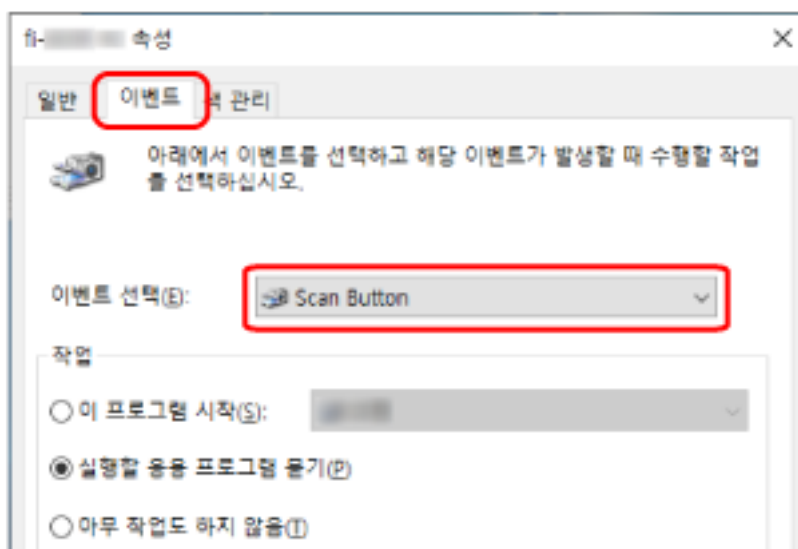 fi- 속성
일반 이벤트 색 관리
아래에서 이벤트를 선택하고 해당 이벤트가 발생할 때 수행할 작업
를 선택하십시오.
이벤트 선택(E): Scan Button
작업
이 프로그램 시작(S):
실행할 응용 프로그램 묻기(P)
아무 작업도 하지 않음(T)